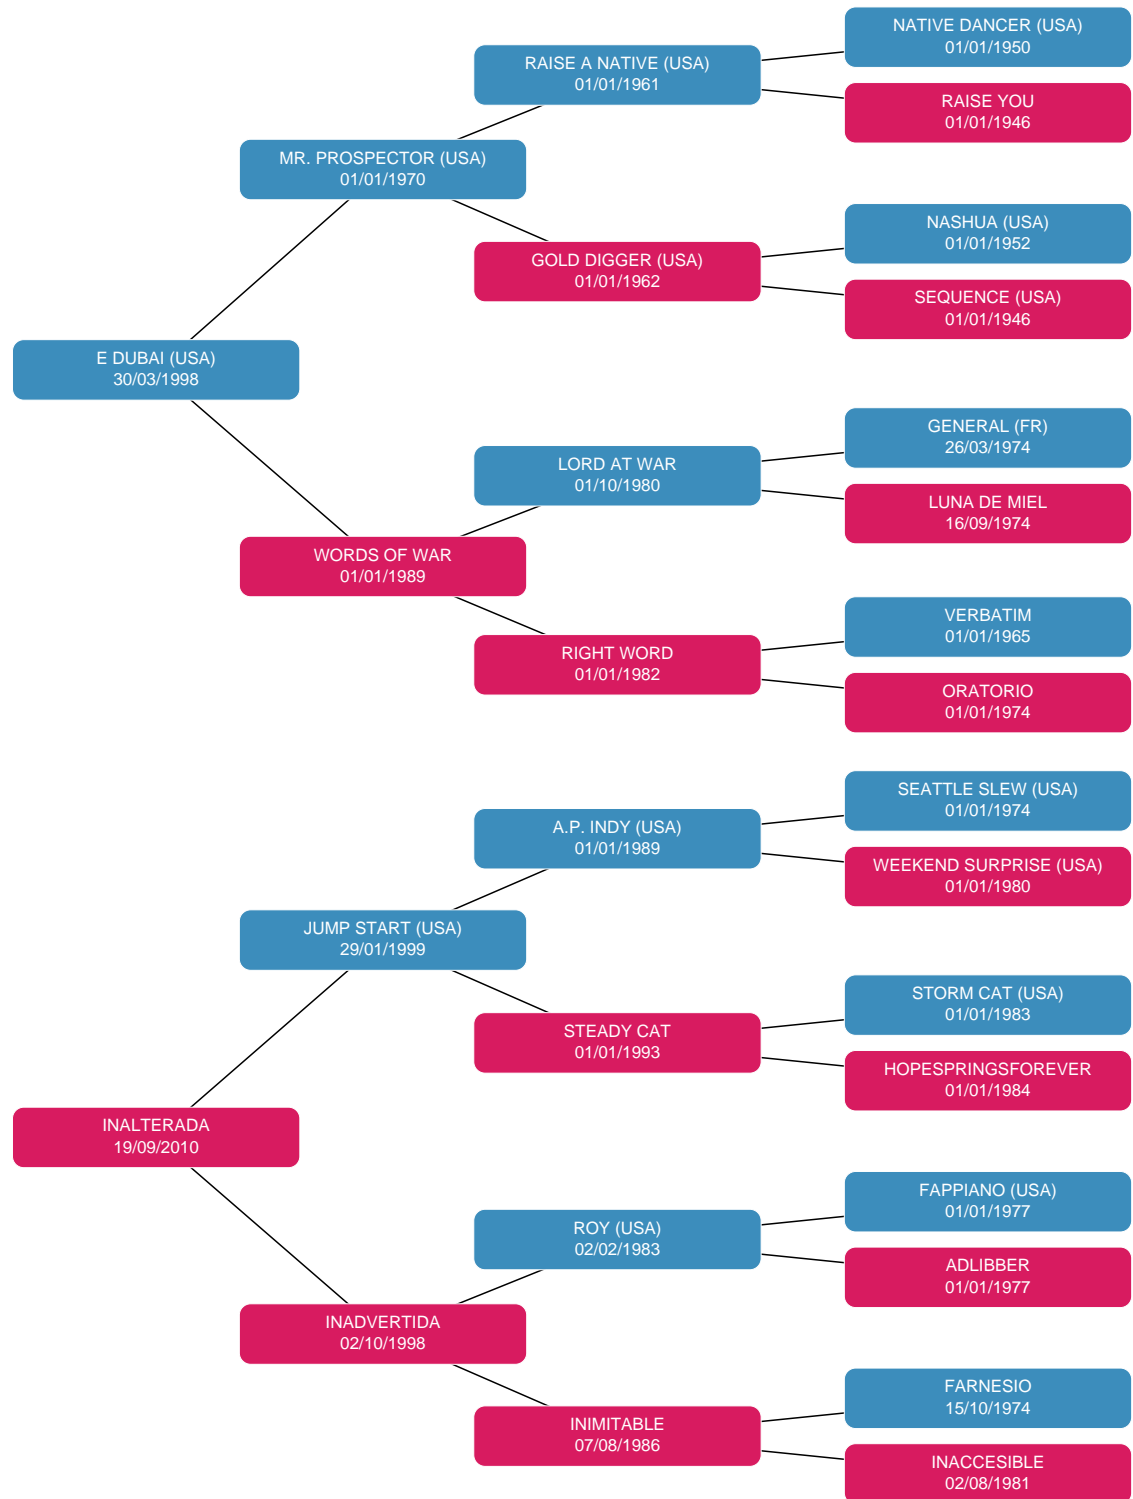 NATIVE DANCER (USA)
01/01/1950
RAISE A NATIVE (USA)
01/01/1961
RAISE YOU
01/01/1946
MR. PROSPECTOR (USA)
01/01/1970
NASHUA (USA)
01/01/1952
GOLD DIGGER (USA)
01/01/1962
SEQUENCE (USA)
01/01/1946
E DUBAI (USA)
30/03/1998
GENERAL (FR)
26/03/1974
LORD AT WAR
01/10/1980
LUNA DE MIEL
16/09/1974
WORDS OF WAR
01/01/1989
VERBATIM
01/01/1965
RIGHT WORD
01/01/1982
ORATORIO
01/01/1974
SEATTLE SLEW (USA)
01/01/1974
A.P. INDY (USA)
01/01/1989
WEEKEND SURPRISE (USA)
01/01/1980
JUMP START (USA)
29/01/1999
STORM CAT (USA)
01/01/1983
STEADY CAT
01/01/1993
HOPESPRINGSFOREVER
01/01/1984
INALTERADA
19/09/2010
FAPPIANO (USA)
01/01/1977
ROY (USA)
02/02/1983
ADLIBBER
01/01/1977
INADVERTIDA
02/10/1998
FARNESIO
15/10/1974
INIMITABLE
07/08/1986
INACCESIBLE
02/08/1981